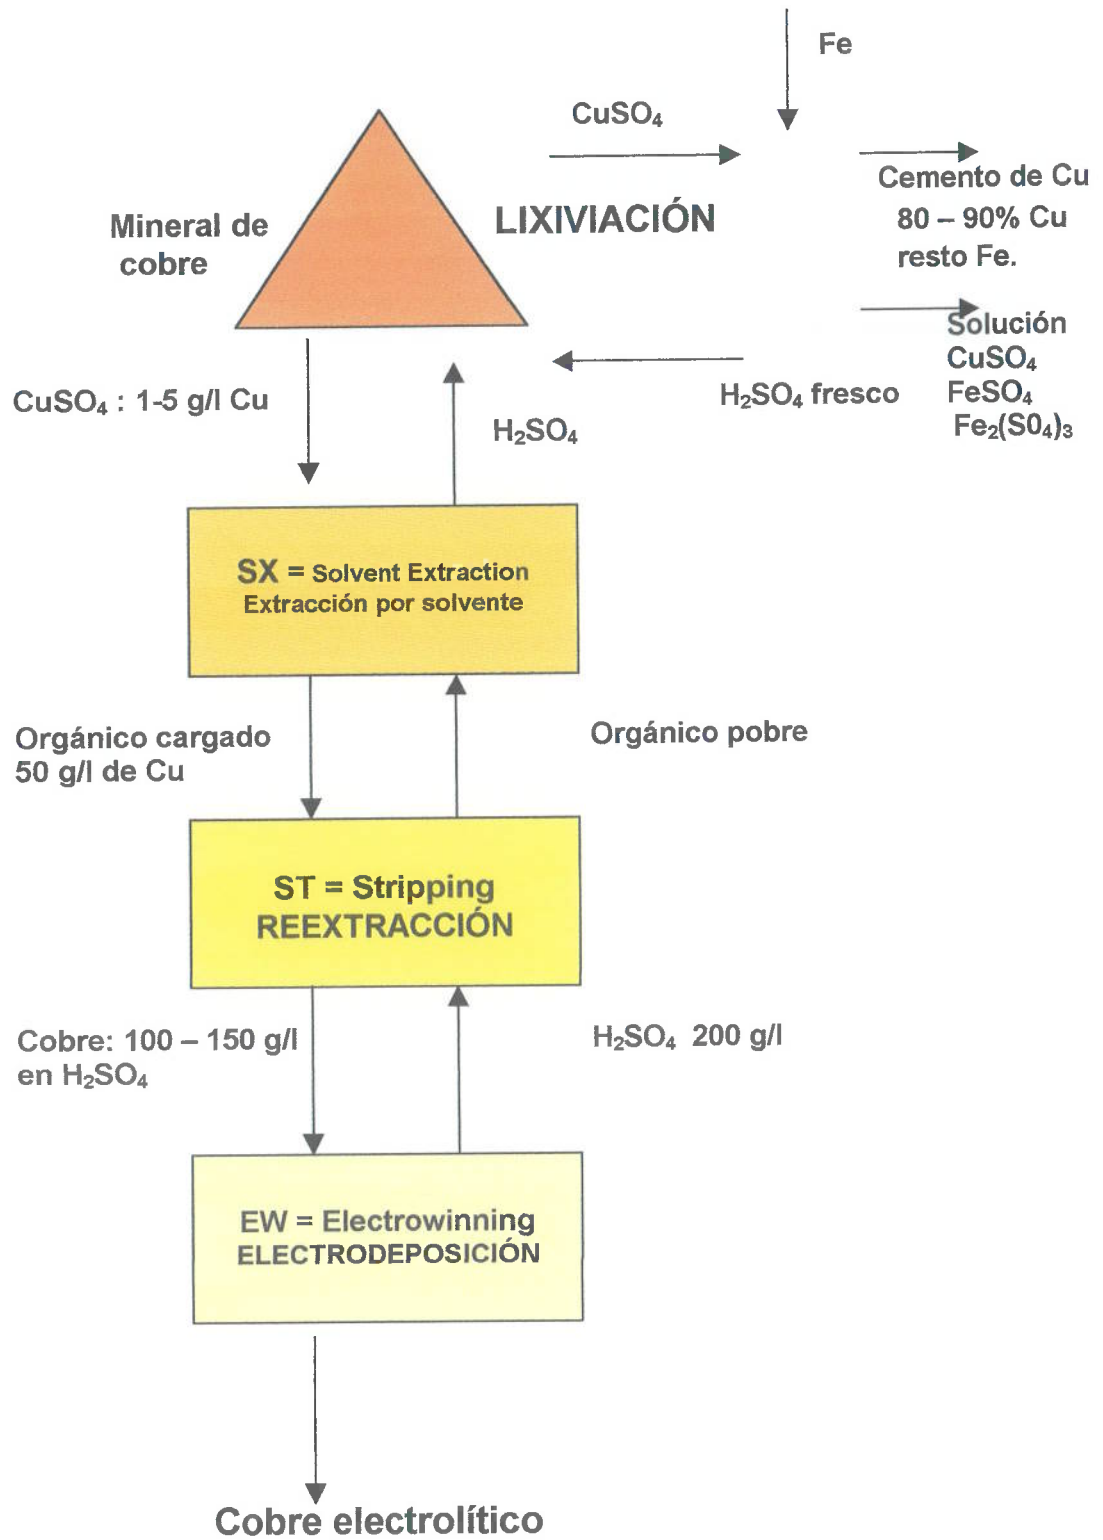 Fe
CuSO₄
Cemento de Cu
80 – 90% Cu
resto Fe.
Mineral de
cobre
LIXIVIACIÓN
Solución
CuSO₄
FeSO₄
Fe₂(S0₄)₃
H₂SO₄ fresco
CuSO₄ : 1-5 g/l Cu
H₂SO₄
SX = Solvent Extraction
Extracción por solvente
Orgánico cargado
50 g/l de Cu
Orgánico pobre
ST = Stripping
REEXTRACCIÓN
Cobre: 100 – 150 g/l
en H₂SO₄
H₂SO₄ 200 g/l
EW = Electrowinning
ELECTRODEPOSICIÓN
Cobre electrolítico